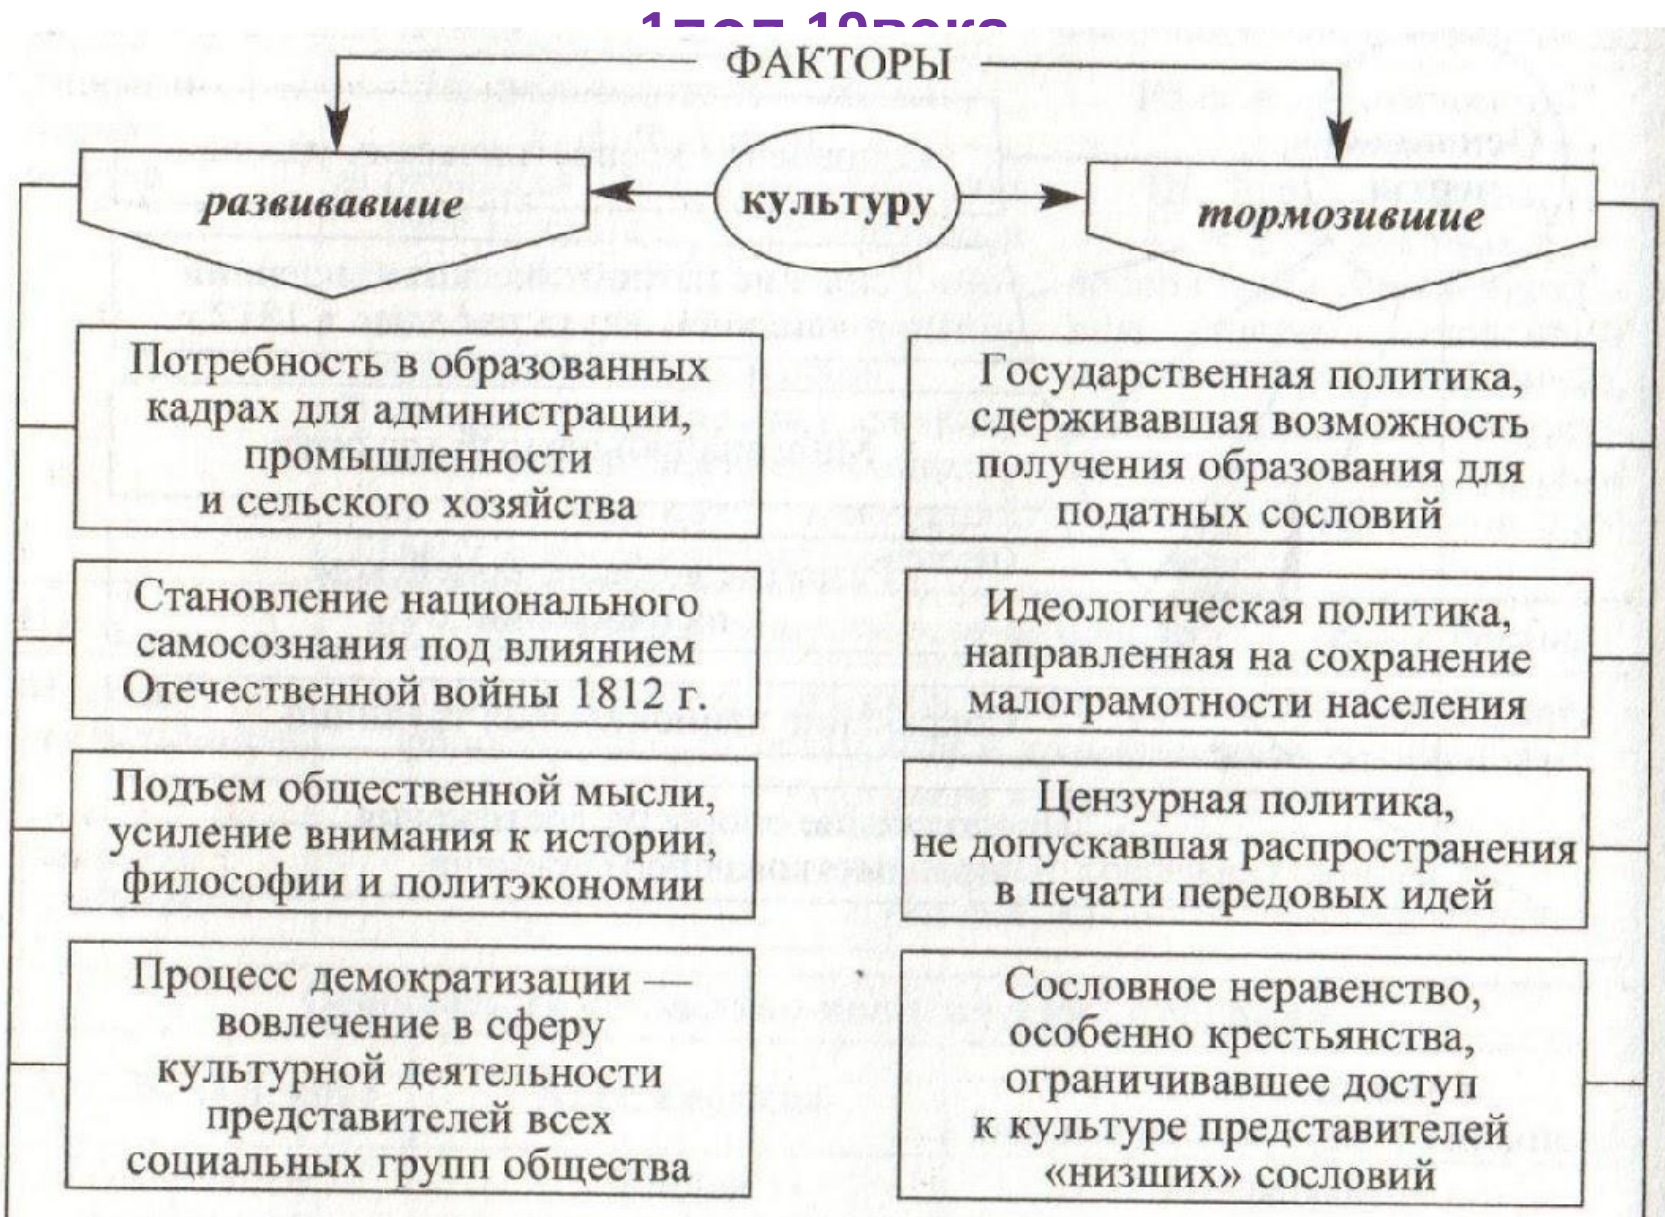 1пол 19века
ФАКТОРЫ
развивавшие
культуру
тормозившие
Потребность в образованных
кадрах для администрации,
промышленности
и сельского хозяйства
Становление национального
самосознания под влиянием
Отечественной войны 1812 г.
Подъем общественной мысли,
усиление внимания к истории,
философии и политэкономии
Процесс демократизации —
вовлечение в сферу
культурной деятельности
представителей всех
социальных групп общества
Государственная политика,
сдерживавшая возможность
получения образования для
податных сословий
Идеологическая политика,
направленная на сохранение
малограмотности населения
Цензурная политика,
не допускавшая распространения
в печати передовых идей
Сословное неравенство,
особенно крестьянства,
ограничивавшее доступ
к культуре представителей
«низших» сословий